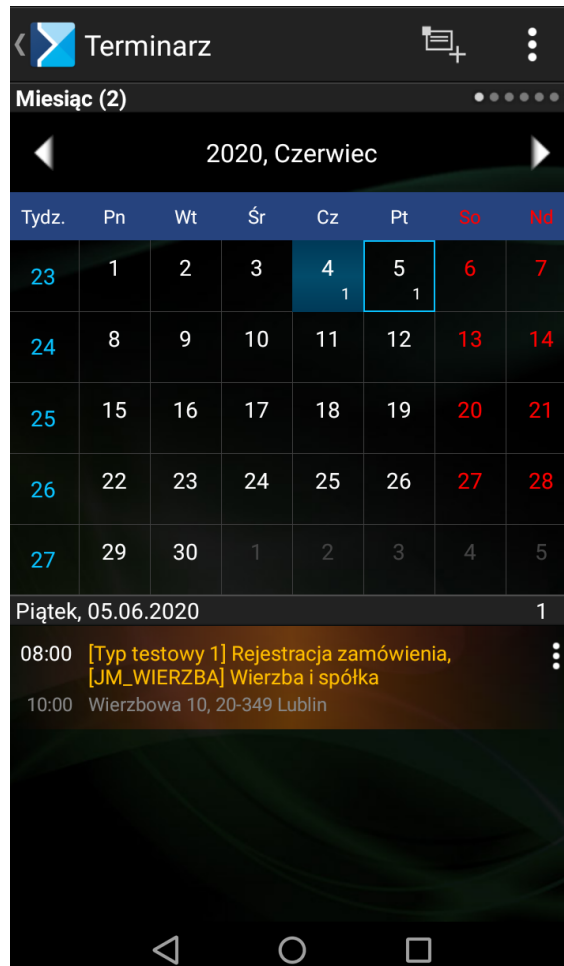 Terminarz
Miesiąc (2)
2020, Czerwiec
Tydz. Pn Wt Śr Cz Pt So Nd
23 1 2 3 4 1 5 1 6 7
24 8 9 10 11 12 13 14
25 15 16 17 18 19 20 21
26 22 23 24 25 26 27 28
27 29 30 1 2 3 4 5
Piątek, 05.06.2020 1
08:00 [Typ testowy 1] Rejestracja zamówienia,
[JM_WIERZBA] Wierzba i spółka
10:00 Wierzbowa 10, 20-349 Lublin